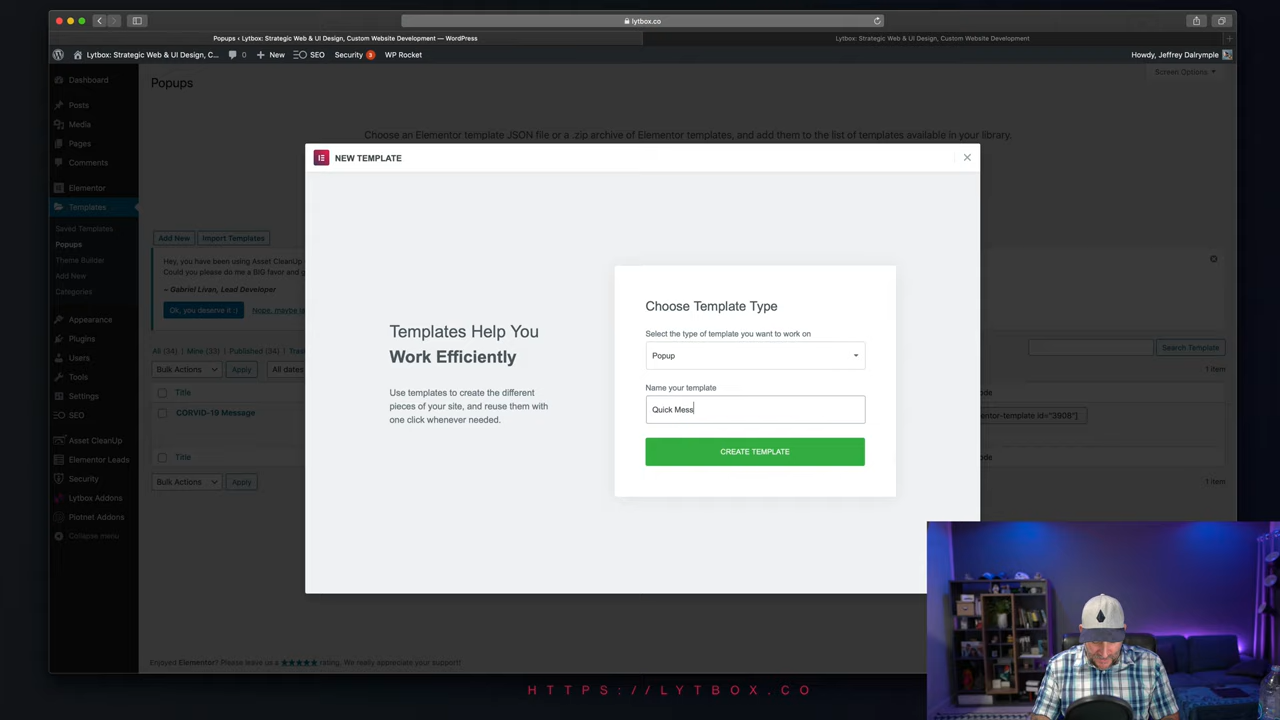 lytbox.co
Popups ‹ Lytbox: Strategic Web & UI Design, Custom Website Development — WordPress
Lytbox: Strategic Web & UI Design, Custom Website Development
Lytbox: Strategic Web & UI Design, C... 0 New SEO Security 3 WP Rocket
Howdy, Jeffrey Dalrymple
Dashboard
Posts
Media
Pages
Comments
Elementor
Templates
Saved Templates
Popups
Theme Builder
Add New
Categories
Appearance
Plugins
Users
Tools
Settings
SEO
Asset CleanUp
Elementor Leads
Security
Lytbox Addons
Piotnet Addons
Collapse menu
Popups
Screen Options
Choose an Elementor template JSON file or a .zip archive of Elementor templates, and add them to the list of templates available in your library.
Add New Import Templates
Hey, you have been using Asset CleanUp
Could you please do me a BIG favor and g
– Gabriel Livan, Lead Developer
Ok, you deserve it :) Nope, maybe
All (34) Mine (33) Published (34)
Search Template
Bulk Actions Apply All dates
1 item
Title
CORVID-19 Message
mentor-template id="3908"]
Title
Bulk Actions Apply
1 item
NEW TEMPLATE
Templates Help You
Work Efficiently
Use templates to create the different
pieces of your site, and reuse them with
one click whenever needed.
Choose Template Type
Select the type of template you want to work on
Popup
Name your template
Quick Mess
CREATE TEMPLATE
Enjoyed Elementor? Please leave us a ★★★★★ rating. We really appreciate your support!
HTTPS://LYTBOX.CO